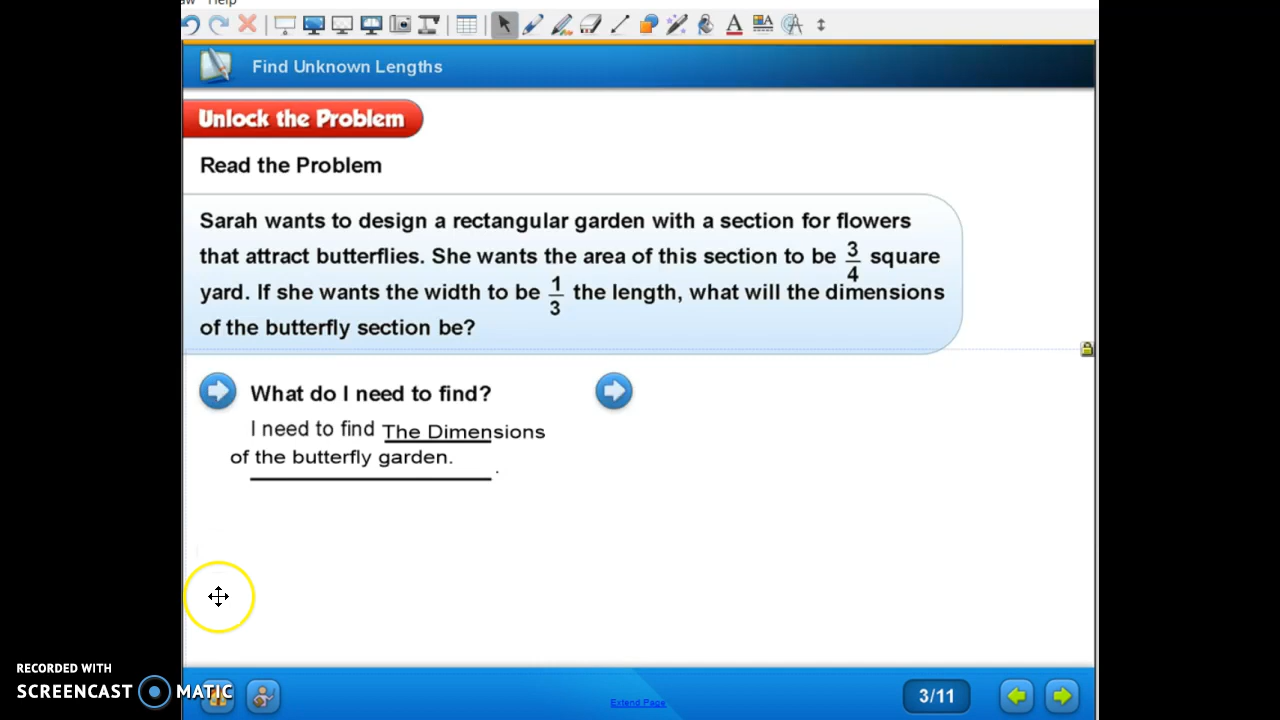 Help
Find Unknown Lengths
Unlock the Problem
Read the Problem
Sarah wants to design a rectangular garden with a section for flowers
that attract butterflies. She wants the area of this section to be 3/4 square
yard. If she wants the width to be 1/3 the length, what will the dimensions
of the butterfly section be?
What do I need to find?
I need to find The Dimensions
of the butterfly garden. .
RECORDED WITH
SCREENCAST MATIC
Extend Page
3/11